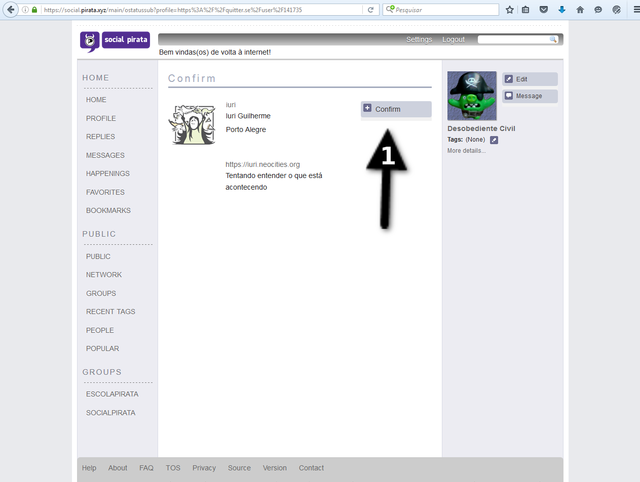 https://social.pirata.xyz/main/ostatussub?profile=https%3A%2F%2Fquitter.se%2Fuser%2F141735
Pesquisar
social pirata
Settings Logout
Bem vindas(os) de volta à internet!
HOME
HOME
PROFILE
REPLIES
MESSAGES
HAPPENINGS
FAVORITES
BOOKMARKS
PUBLIC
PUBLIC
NETWORK
GROUPS
RECENT TAGS
PEOPLE
POPULAR
GROUPS
ESCOLAPIRATA
SOCIALPIRATA
Confirm
iuri
Iuri Guilherme
Porto Alegre
https://iuri.neocities.org
Tentando entender o que está
acontecendo
Confirm
1
Edit
Message
Desobediente Civil
Tags: (None)
More details...
Help About FAQ TOS Privacy Source Version Contact